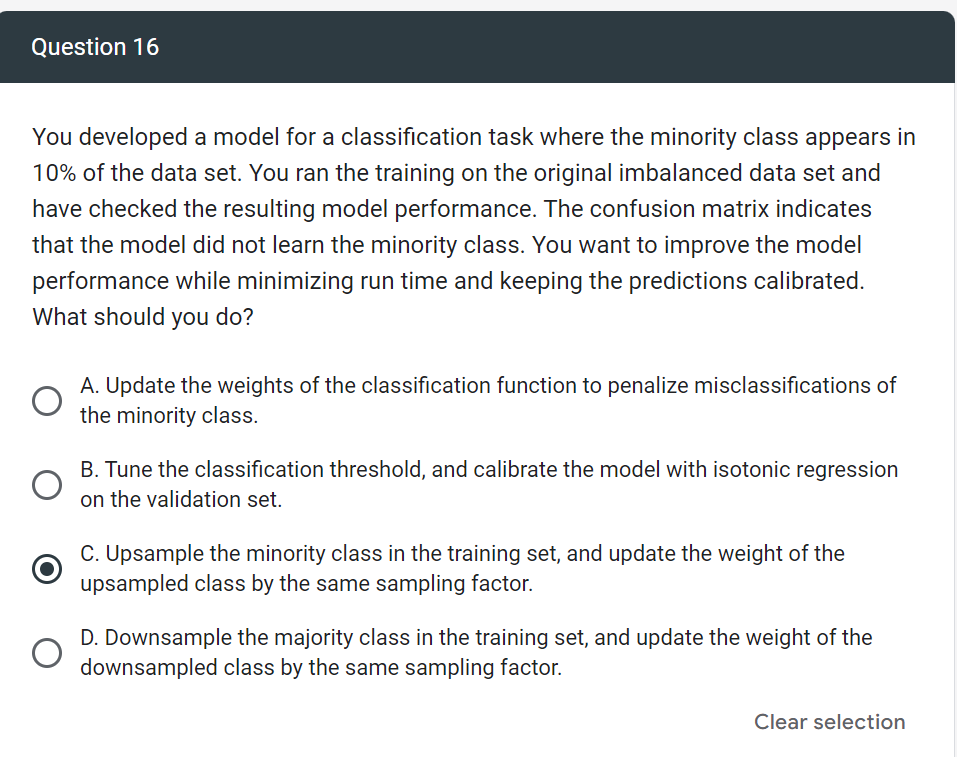 Question 16
You developed a model for a classification task where the minority class appears in
10% of the data set. You ran the training on the original imbalanced data set and
have checked the resulting model performance. The confusion matrix indicates
that the model did not learn the minority class. You want to improve the model
performance while minimizing run time and keeping the predictions calibrated.
What should you do?
A. Update the weights of the classification function to penalize misclassifications of
the minority class.
B. Tune the classification threshold, and calibrate the model with isotonic regression
on the validation set.
C. Upsample the minority class in the training set, and update the weight of the
upsampled class by the same sampling factor.
D. Downsample the majority class in the training set, and update the weight of the
downsampled class by the same sampling factor.
Clear selection